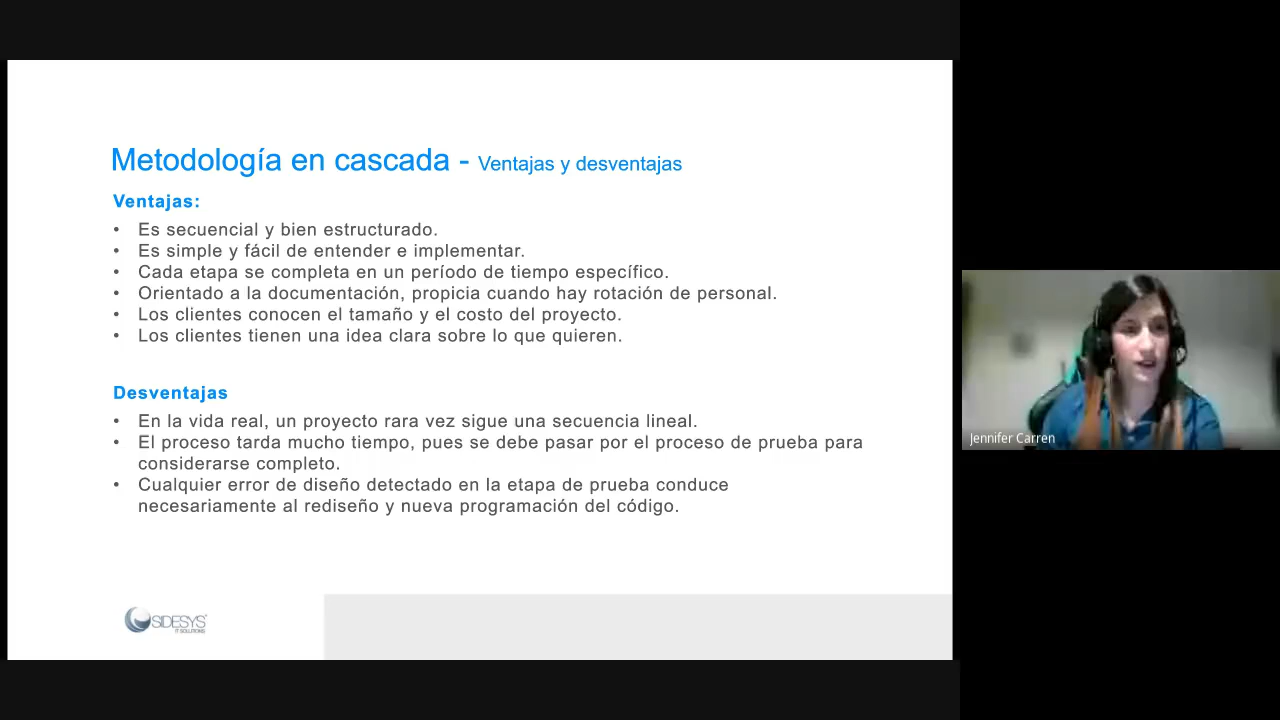 Metodología en cascada - Ventajas y desventajas
Ventajas:
• Es secuencial y bien estructurado.
• Es simple y fácil de entender e implementar.
• Cada etapa se completa en un período de tiempo específico.
• Orientado a la documentación, propicia cuando hay rotación de personal.
• Los clientes conocen el tamaño y el costo del proyecto.
• Los clientes tienen una idea clara sobre lo que quieren.
Desventajas
• En la vida real, un proyecto rara vez sigue una secuencia lineal.
• El proceso tarda mucho tiempo, pues se debe pasar por el proceso de prueba para
considerarse completo.
• Cualquier error de diseño detectado en la etapa de prueba conduce
necesariamente al rediseño y nueva programación del código.
SIDESYS
IT SOLUTIONS
Jennifer Carren